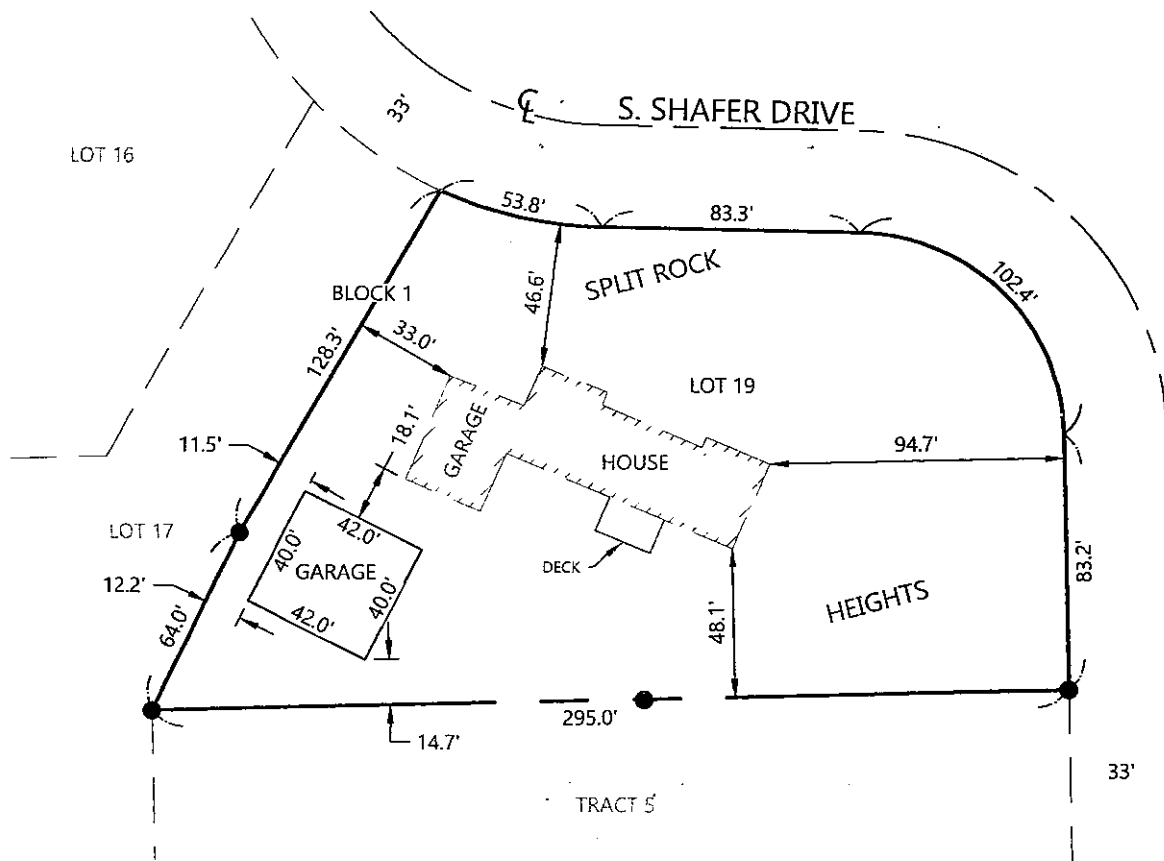 ℄ S. SHAFER DRIVE
33'
LOT 16
53.8'
83.3'
102.4'
SPLIT ROCK
BLOCK 1
46.6'
33.0'
128.3'
LOT 19
GARAGE
18.1'
11.5'
HOUSE
94.7'
LOT 17
42.0'
40.0'
GARAGE
40.0'
42.0'
DECK
12.2'
64.0'
48.1'
HEIGHTS
83.2'
295.0'
14.7'
33'
TRACT 5